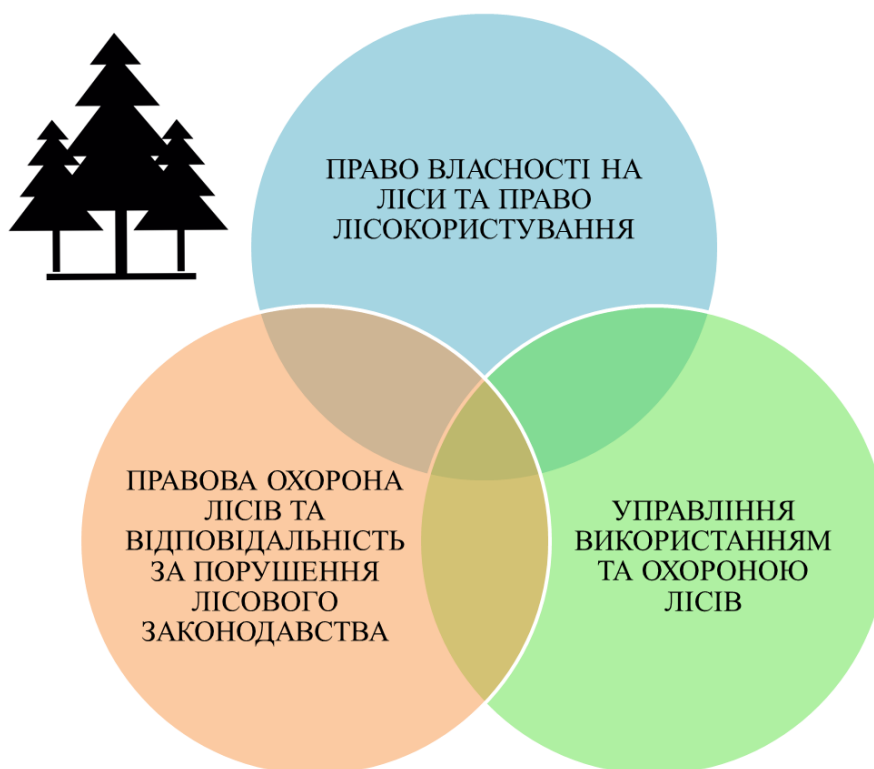 ПРАВО ВЛАСНОСТІ НА
ЛІСИ ТА ПРАВО
ЛІСОКОРИСТУВАННЯ
ПРАВОВА ОХОРОНА
ЛІСІВ ТА
ВІДПОВІДАЛЬНІСТЬ
ЗА ПОРУШЕННЯ
ЛІСОВОГО
ЗАКОНОДАВСТВА
УПРАВЛІННЯ
ВИКОРИСТАННЯМ
ТА ОХОРОНОЮ
ЛІСІВ